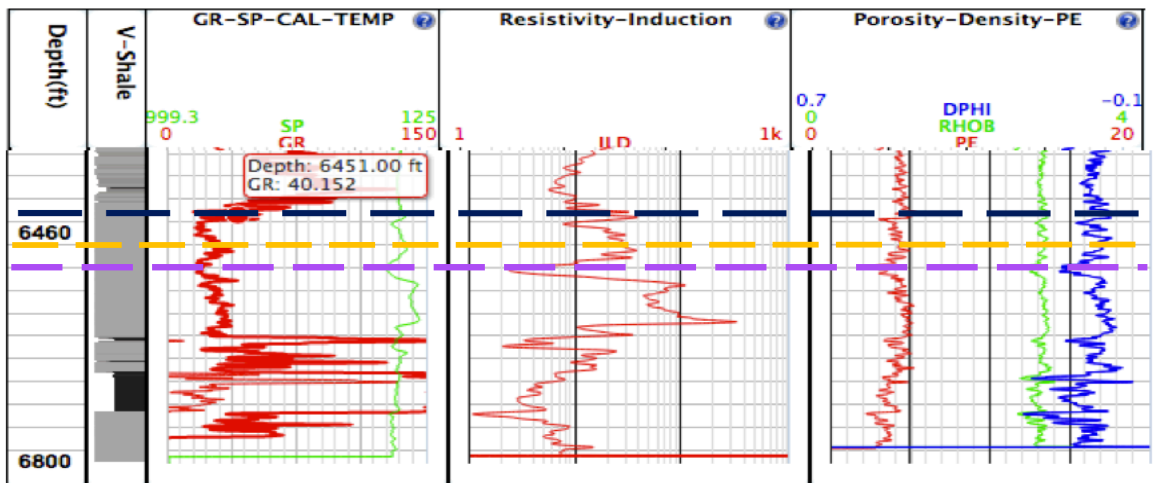 Depth(ft)
V-Shale
GR-SP-CAL-TEMP
Resistivity-Induction
Porosity-Density-PE
999.3 SP 125
0 GR 150
1 ILD 1k
0.7 DPHI -0.1
0 RHOB 4
0 PE 20
Depth: 6451.00 ft
GR: 40.152
6460
6800